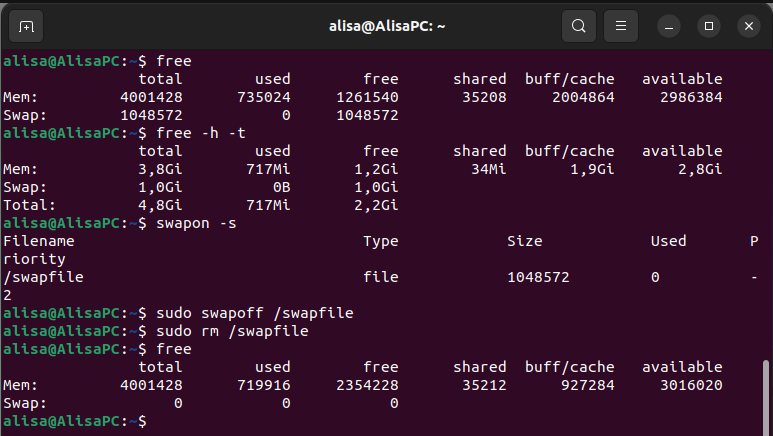 alisa@AlisaPC: ~
alisa@AlisaPC:~$ free
total used free shared buff/cache available
Mem: 4001428 735024 1261540 35208 2004864 2986384
Swap: 1048572 0 1048572
alisa@AlisaPC:~$ free -h -t
total used free shared buff/cache available
Mem: 3,8Gi 717Mi 1,2Gi 34Mi 1,9Gi 2,8Gi
Swap: 1,0Gi 0B 1,0Gi
Total: 4,8Gi 717Mi 2,2Gi
alisa@AlisaPC:~$ swapon -s
Filename Type Size Used P
riority
/swapfile file 1048572 0 -
2
alisa@AlisaPC:~$ sudo swapoff /swapfile
alisa@AlisaPC:~$ sudo rm /swapfile
alisa@AlisaPC:~$ free
total used free shared buff/cache available
Mem: 4001428 719916 2354228 35212 927284 3016020
Swap: 0 0 0
alisa@AlisaPC:~$